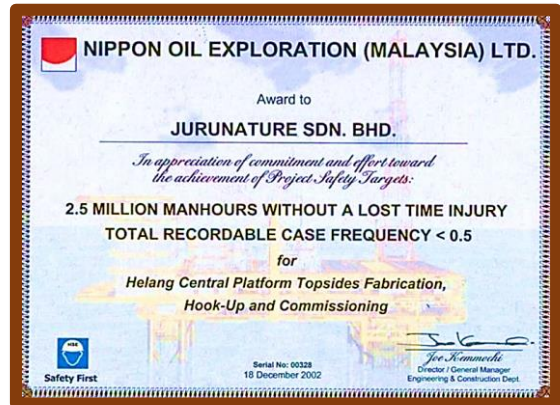 NIPPON OIL EXPLORATION (MALAYSIA) LTD.
Award to
JURUNATURE SDN. BHD.
In appreciation of commitment and effort toward
the achievement of Project Safety Targets:
2.5 MILLION MANHOURS WITHOUT A LOST TIME INJURY
TOTAL RECORDABLE CASE FREQUENCY < 0.5
for
Helang Central Platform Topsides Fabrication,
Hook-Up and Commissioning
HSE
Safety First
Serial No: 00328
18 December 2002
Joe Kemmochi
Director / General Manager
Engineering & Construction Dept.